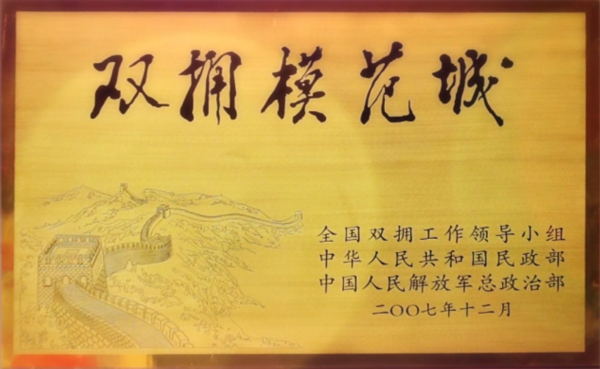 双拥模范城
全国双拥工作领导小组
中华人民共和国民政部
中国人民解放军总政治部
二〇〇七年十二月